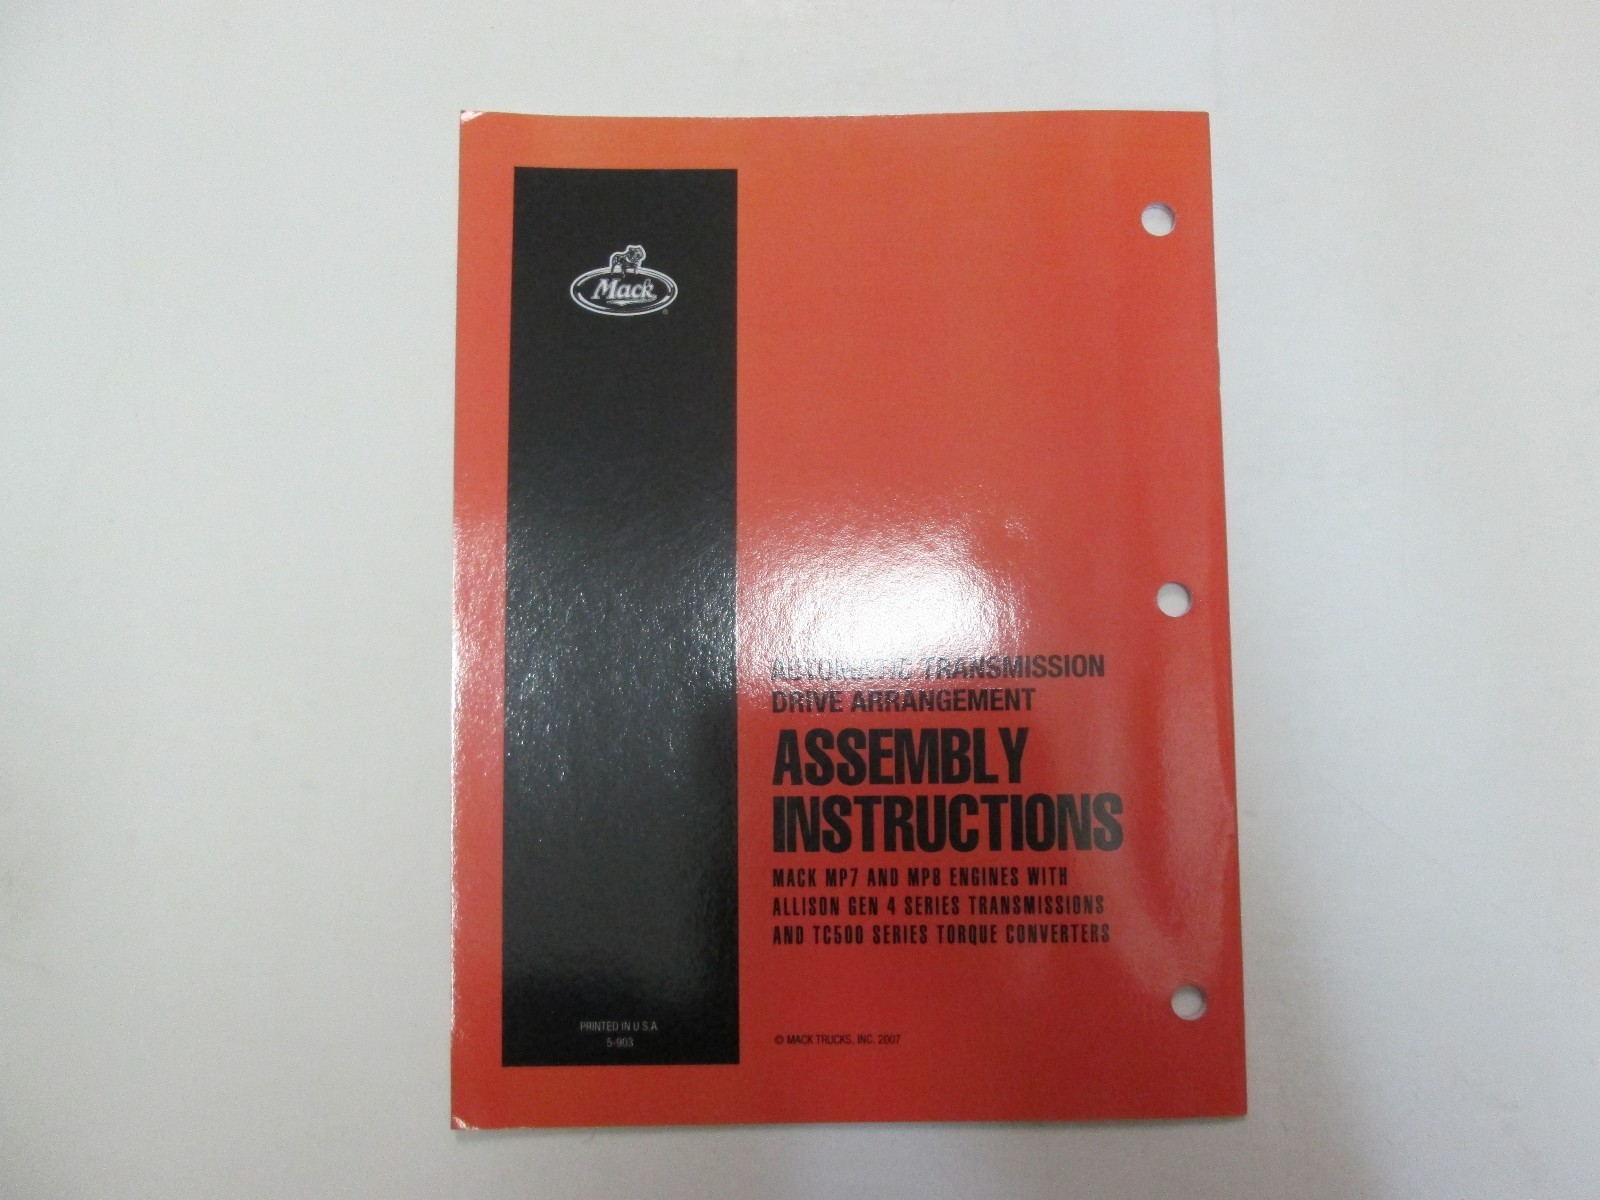 Mack
®
AUTOMATIC TRANSMISSION
DRIVE ARRANGEMENT
ASSEMBLY
INSTRUCTIONS
MACK MP7 AND MP8 ENGINES WITH
ALLISON GEN 4 SERIES TRANSMISSIONS
AND TC500 SERIES TORQUE CONVERTERS
PRINTED IN U.S.A.
5-903
© MACK TRUCKS, INC. 2007